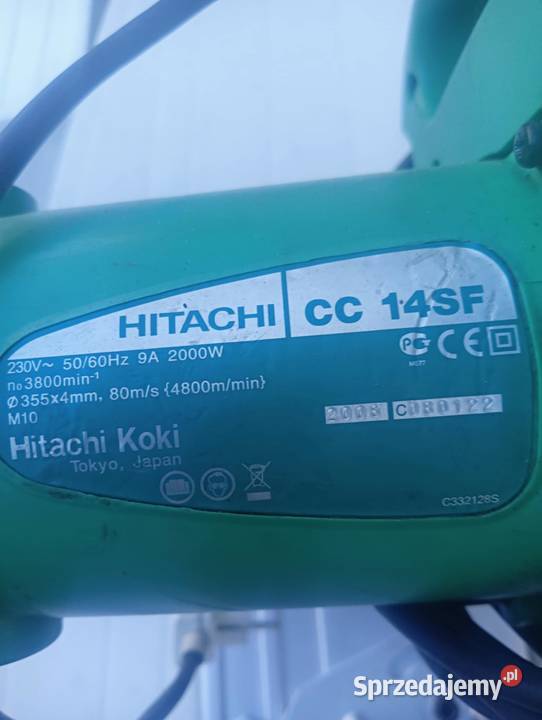 HITACHI CC 14SF
230V~ 50/60Hz 9A 2000W
n₀3800min⁻¹
Ø355x4mm, 80m/s {4800m/min}
M10
2008 C080122
Hitachi Koki
Tokyo, Japan
C332128S
Sprzedajemy.pl